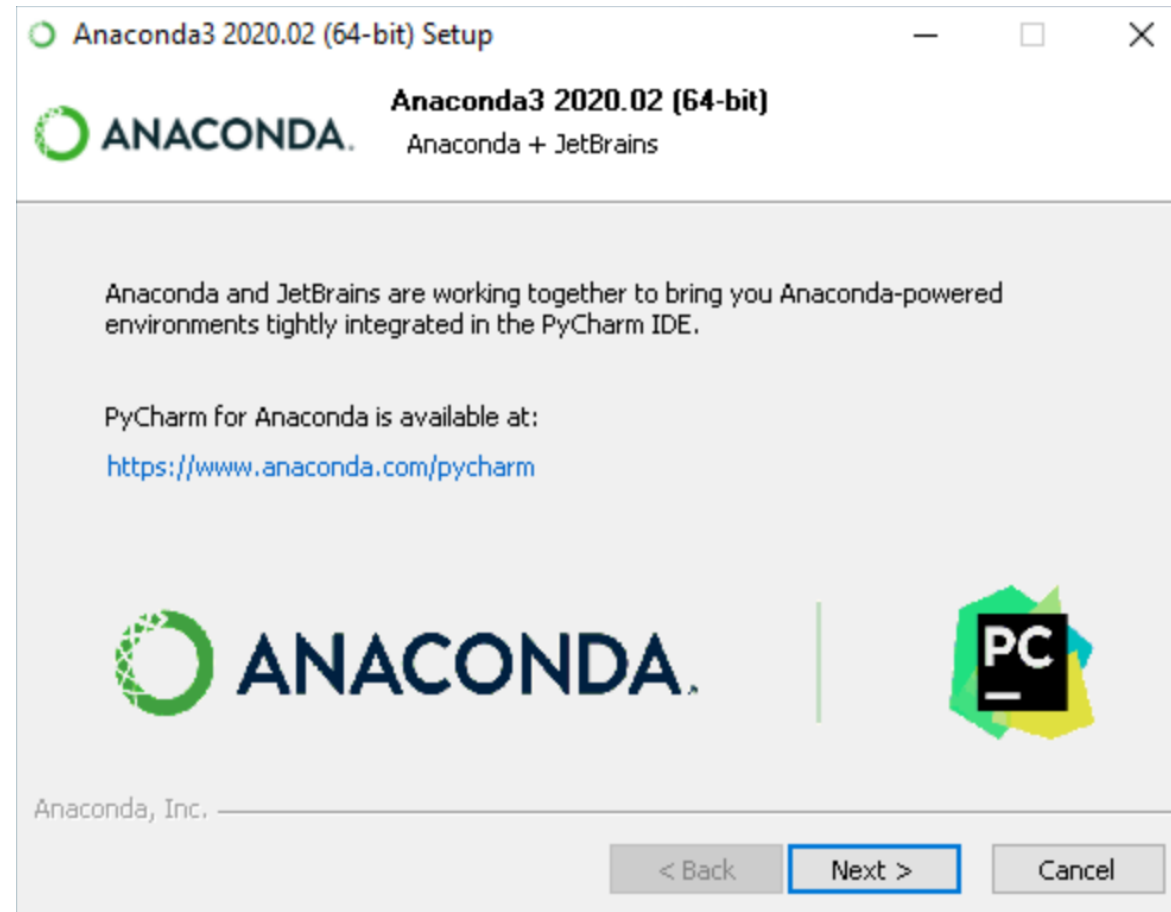 Anaconda3 2020.02 (64-bit) Setup
Anaconda3 2020.02 (64-bit)
ANACONDA.
Anaconda + JetBrains
Anaconda and JetBrains are working together to bring you Anaconda-powered
environments tightly integrated in the PyCharm IDE.
PyCharm for Anaconda is available at:
https://www.anaconda.com/pycharm
ANACONDA.
PC
Anaconda, Inc.
< Back
Next >
Cancel